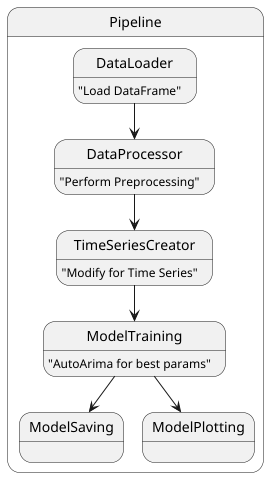 Pipeline
DataLoader
"Load DataFrame"
DataProcessor
"Perform Preprocessing"
TimeSeriesCreator
"Modify for Time Series"
ModelTraining
"AutoArima for best params"
ModelSaving
ModelPlotting